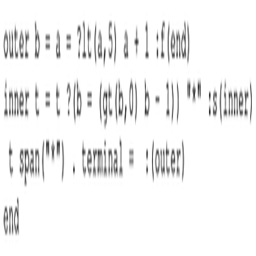 outer b = a = ?lt(a,5) a + 1 :f(end)
inner t = t ?(b = (gt(b,0) b - 1)) "*" :s(inner)
t span("*") . terminal = :(outer)
end